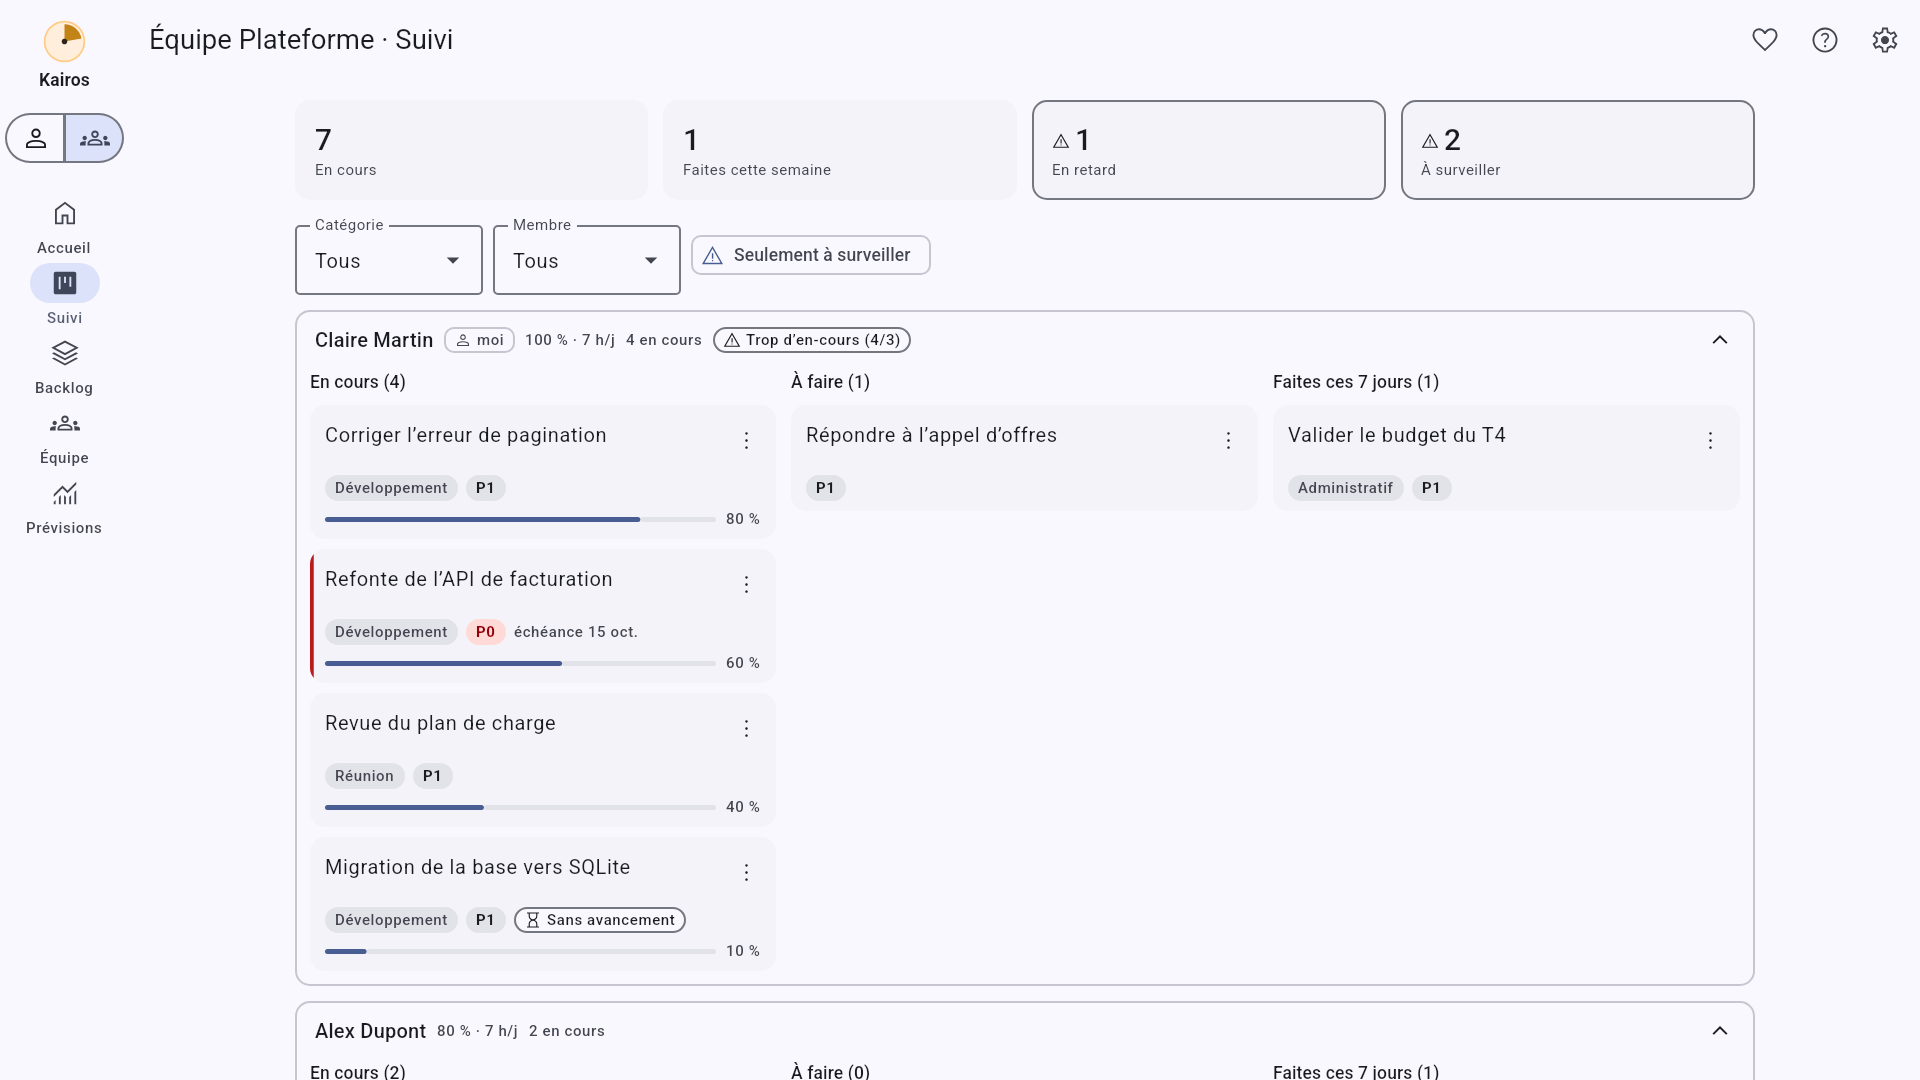 Kairos
Équipe Plateforme · Suivi
Accueil
Suivi
Backlog
Équipe
Prévisions
7
En cours
1
Faites cette semaine
1
En retard
2
À surveiller
Catégorie
Tous
Membre
Tous
Seulement à surveiller
Claire Martin moi 100 % · 7 h/j 4 en cours Trop d’en-cours (4/3)
En cours (4)
Corriger l’erreur de pagination
Développement P1
80 %
Refonte de l’API de facturation
Développement P0 échéance 15 oct.
60 %
Revue du plan de charge
Réunion P1
40 %
Migration de la base vers SQLite
Développement P1 Sans avancement
10 %
À faire (1)
Répondre à l’appel d’offres
P1
Faites ces 7 jours (1)
Valider le budget du T4
Administratif P1
Alex Dupont 80 % · 7 h/j 2 en cours
En cours (2)
À faire (0)
Faites ces 7 jours (1)